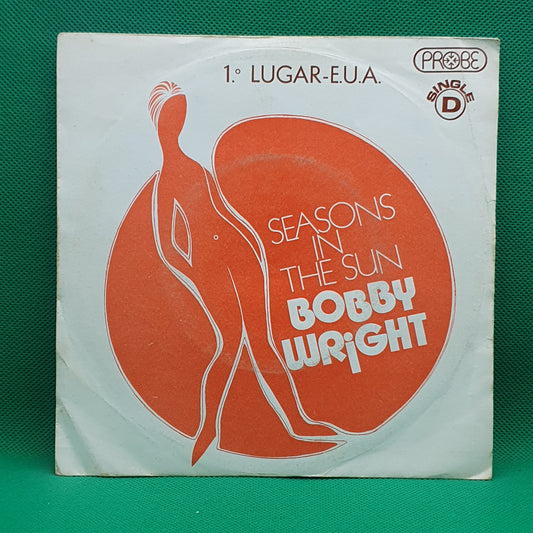 PROBE
1.º LUGAR-E.U.A.
SINGLE
D
SEASONS
IN
THE SUN
BOBBY
WRiGHT